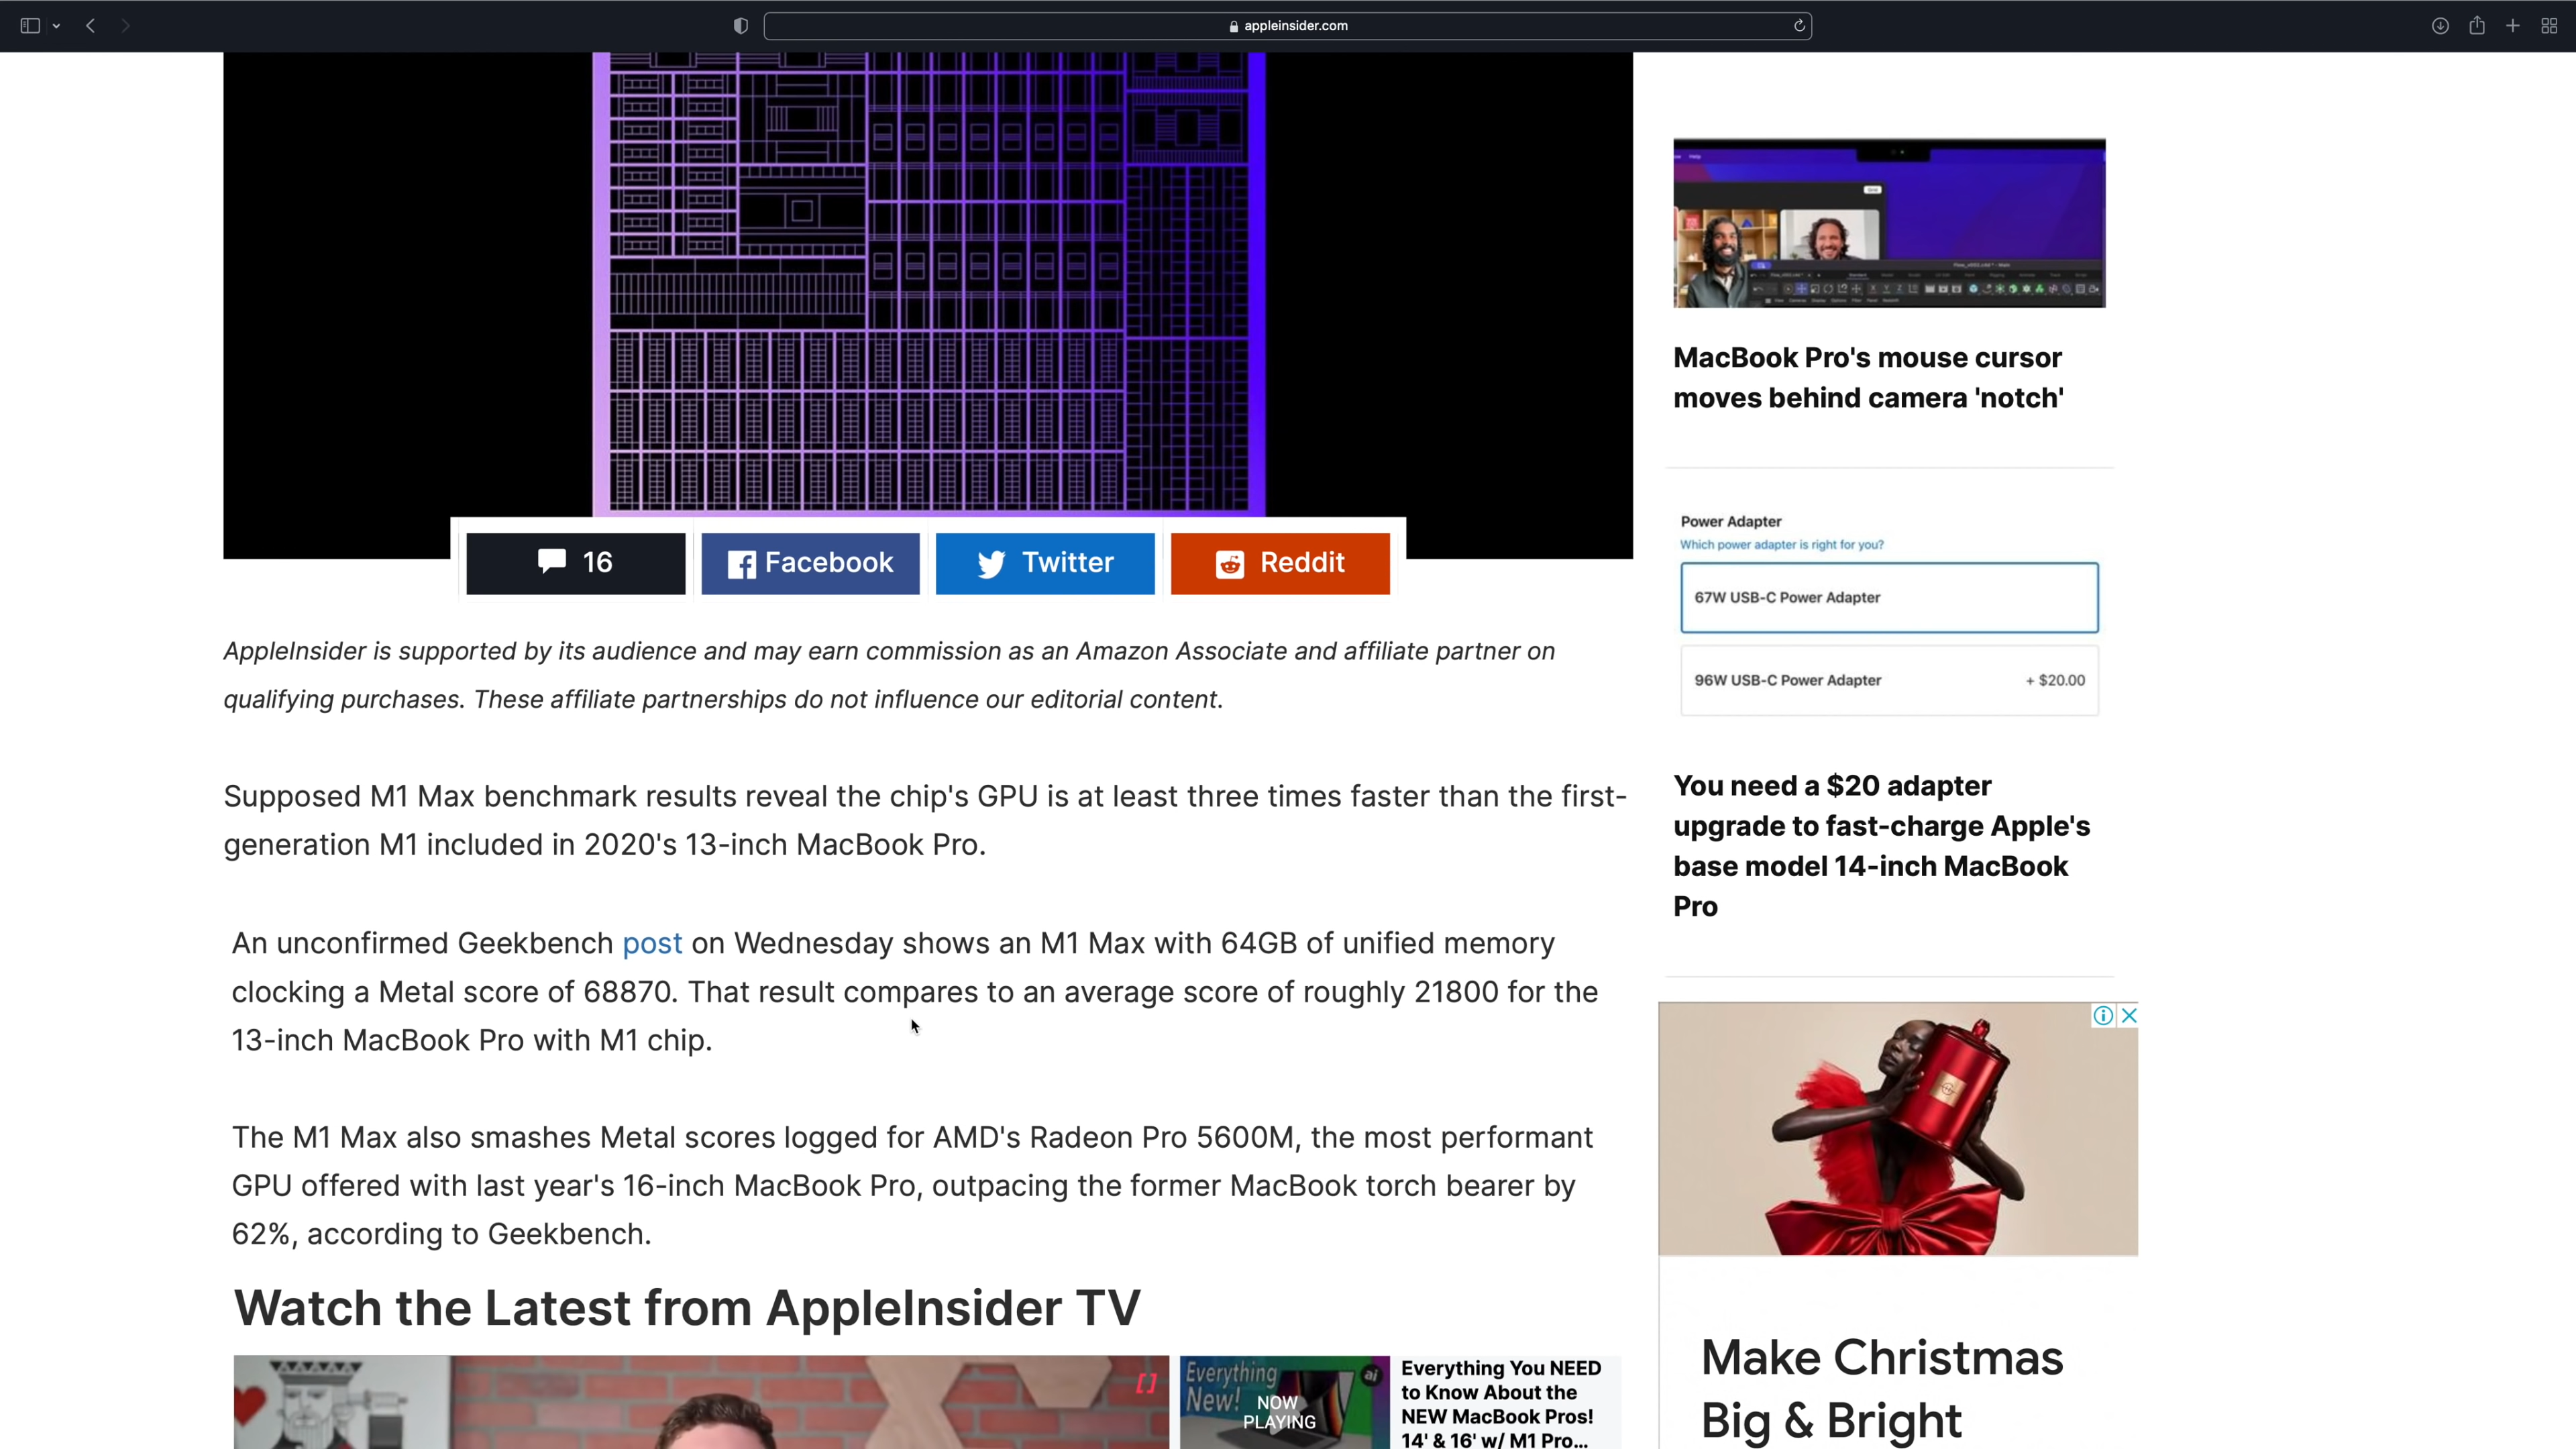 appleinsider.com
16
Facebook
Twitter
Reddit
AppleInsider is supported by its audience and may earn commission as an Amazon Associate and affiliate partner on
qualifying purchases. These affiliate partnerships do not influence our editorial content.
Supposed M1 Max benchmark results reveal the chip's GPU is at least three times faster than the first-
generation M1 included in 2020's 13-inch MacBook Pro.
An unconfirmed Geekbench post on Wednesday shows an M1 Max with 64GB of unified memory
clocking a Metal score of 68870. That result compares to an average score of roughly 21800 for the
13-inch MacBook Pro with M1 chip.
The M1 Max also smashes Metal scores logged for AMD's Radeon Pro 5600M, the most performant
GPU offered with last year's 16-inch MacBook Pro, outpacing the former MacBook torch bearer by
62%, according to Geekbench.
Watch the Latest from AppleInsider TV
Everything
New!
ai
NOW
PLAYING
Everything You NEED
to Know About the
NEW MacBook Pros!
14' & 16' w/ M1 Pro...
Help
MacBook Pro's mouse cursor
moves behind camera 'notch'
Power Adapter
Which power adapter is right for you?
67W USB-C Power Adapter
96W USB-C Power Adapter
+ $20.00
You need a $20 adapter
upgrade to fast-charge Apple's
base model 14-inch MacBook
Pro
Make Christmas
Big & Bright